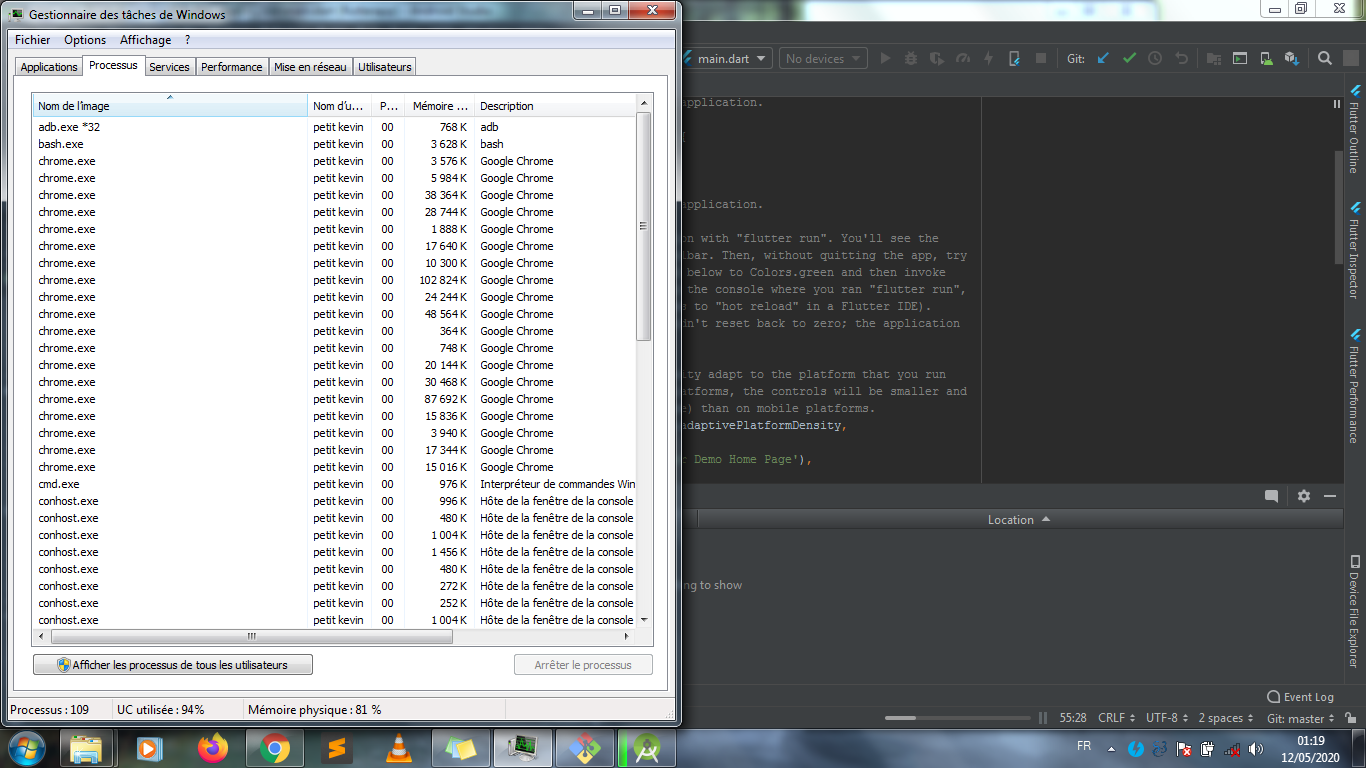 Gestionnaire des tâches de Windows
Fichier Options Affichage ?
Applications Processus Services Performance Mise en réseau Utilisateurs
Nom de l'image Nom d'u... P... Mémoire ... Description
adb.exe *32 petit kevin 00 768 K adb
bash.exe petit kevin 00 3 628 K bash
chrome.exe petit kevin 00 3 576 K Google Chrome
chrome.exe petit kevin 00 5 984 K Google Chrome
chrome.exe petit kevin 00 38 364 K Google Chrome
chrome.exe petit kevin 00 28 744 K Google Chrome
chrome.exe petit kevin 00 1 888 K Google Chrome
chrome.exe petit kevin 00 17 640 K Google Chrome
chrome.exe petit kevin 00 10 300 K Google Chrome
chrome.exe petit kevin 00 102 824 K Google Chrome
chrome.exe petit kevin 00 24 244 K Google Chrome
chrome.exe petit kevin 00 48 564 K Google Chrome
chrome.exe petit kevin 00 364 K Google Chrome
chrome.exe petit kevin 00 748 K Google Chrome
chrome.exe petit kevin 00 20 144 K Google Chrome
chrome.exe petit kevin 00 30 468 K Google Chrome
chrome.exe petit kevin 00 87 692 K Google Chrome
chrome.exe petit kevin 00 15 836 K Google Chrome
chrome.exe petit kevin 00 3 940 K Google Chrome
chrome.exe petit kevin 00 17 344 K Google Chrome
chrome.exe petit kevin 00 15 016 K Google Chrome
cmd.exe petit kevin 00 976 K Interpréteur de commandes Win
conhost.exe petit kevin 00 996 K Hôte de la fenêtre de la console
conhost.exe petit kevin 00 480 K Hôte de la fenêtre de la console
conhost.exe petit kevin 00 1 004 K Hôte de la fenêtre de la console
conhost.exe petit kevin 00 1 456 K Hôte de la fenêtre de la console
conhost.exe petit kevin 00 480 K Hôte de la fenêtre de la console
conhost.exe petit kevin 00 272 K Hôte de la fenêtre de la console
conhost.exe petit kevin 00 252 K Hôte de la fenêtre de la console
conhost.exe petit kevin 00 1 004 K Hôte de la fenêtre de la console
Afficher les processus de tous les utilisateurs Arrêter le processus
Processus : 109 UC utilisée : 94% Mémoire physique : 81 %
main.dart No devices Git:
application.
application.
on with "flutter run". You'll see the
lbar. Then, without quitting the app, try
below to Colors.green and then invoke
the console where you ran "flutter run",
s to "hot reload" in a Flutter IDE).
dn't reset back to zero; the application
ity adapt to the platform that you run
atforms, the controls will be smaller and
) than on mobile platforms.
adaptivePlatformDensity,
r Demo Home Page'),
Location
ng to show
Flutter Outline
Flutter Inspector
Flutter Performance
Device File Explorer
Event Log
55:28 CRLF UTF-8 2 spaces Git: master
FR 01:19
12/05/2020